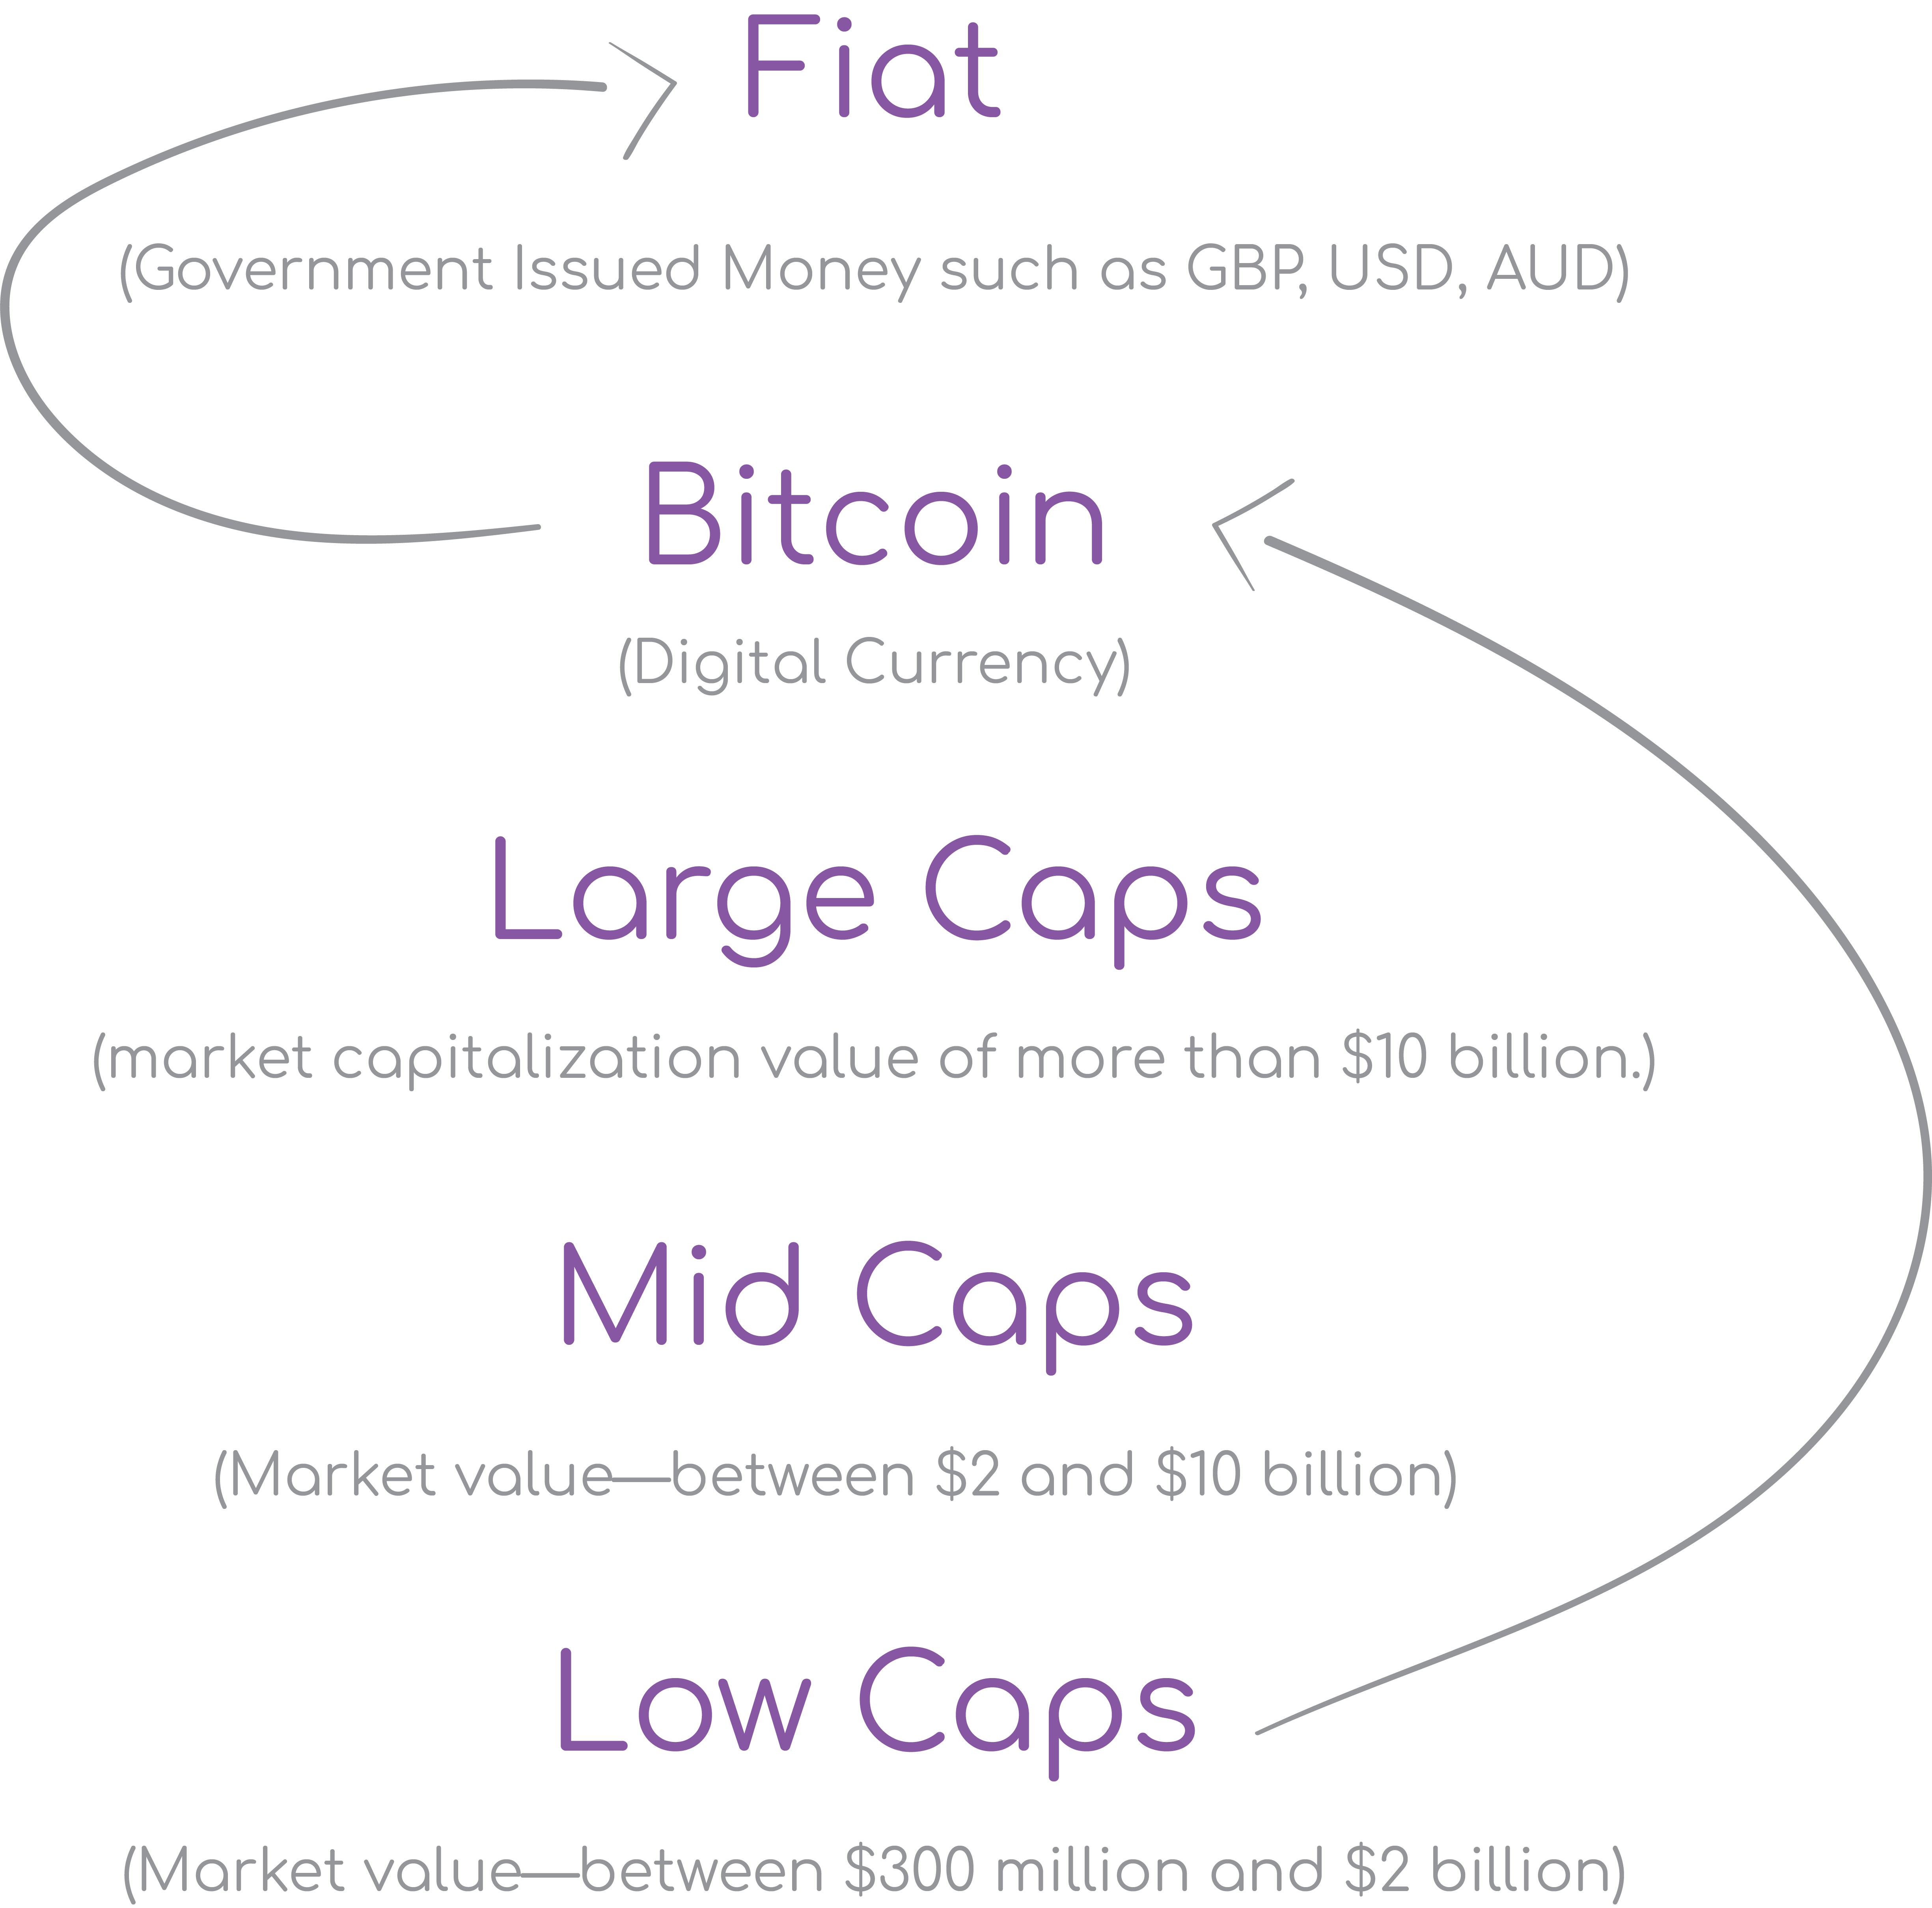 Fiat
(Government Issued Money such as GBP, USD, AUD)
Bitcoin
(Digital Currency)
Large Caps
(market capitalization value of more than $10 billion.)
Mid Caps
(Market value—between $2 and $10 billion)
Low Caps
(Market value—between $300 million and $2 billion)